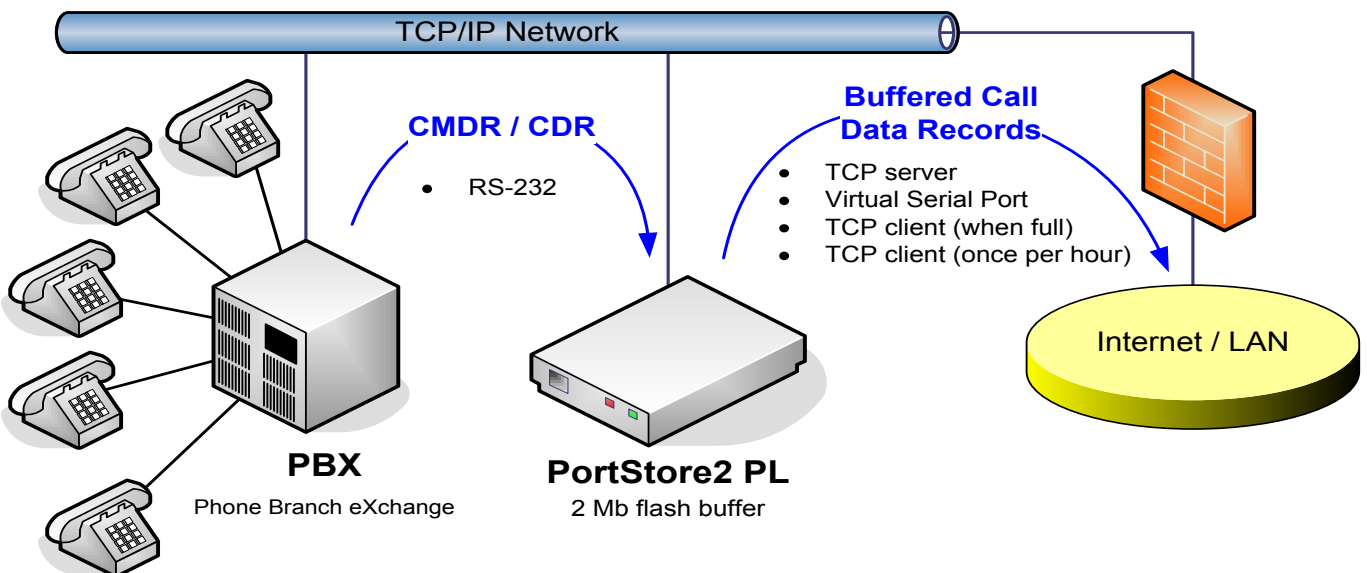 TCP/IP Network
CMDR / CDR
• RS-232
Buffered Call
Data Records
• TCP server
• Virtual Serial Port
• TCP client (when full)
• TCP client (once per hour)
Internet / LAN
PBX
Phone Branch eXchange
PortStore2 PL
2 Mb flash buffer